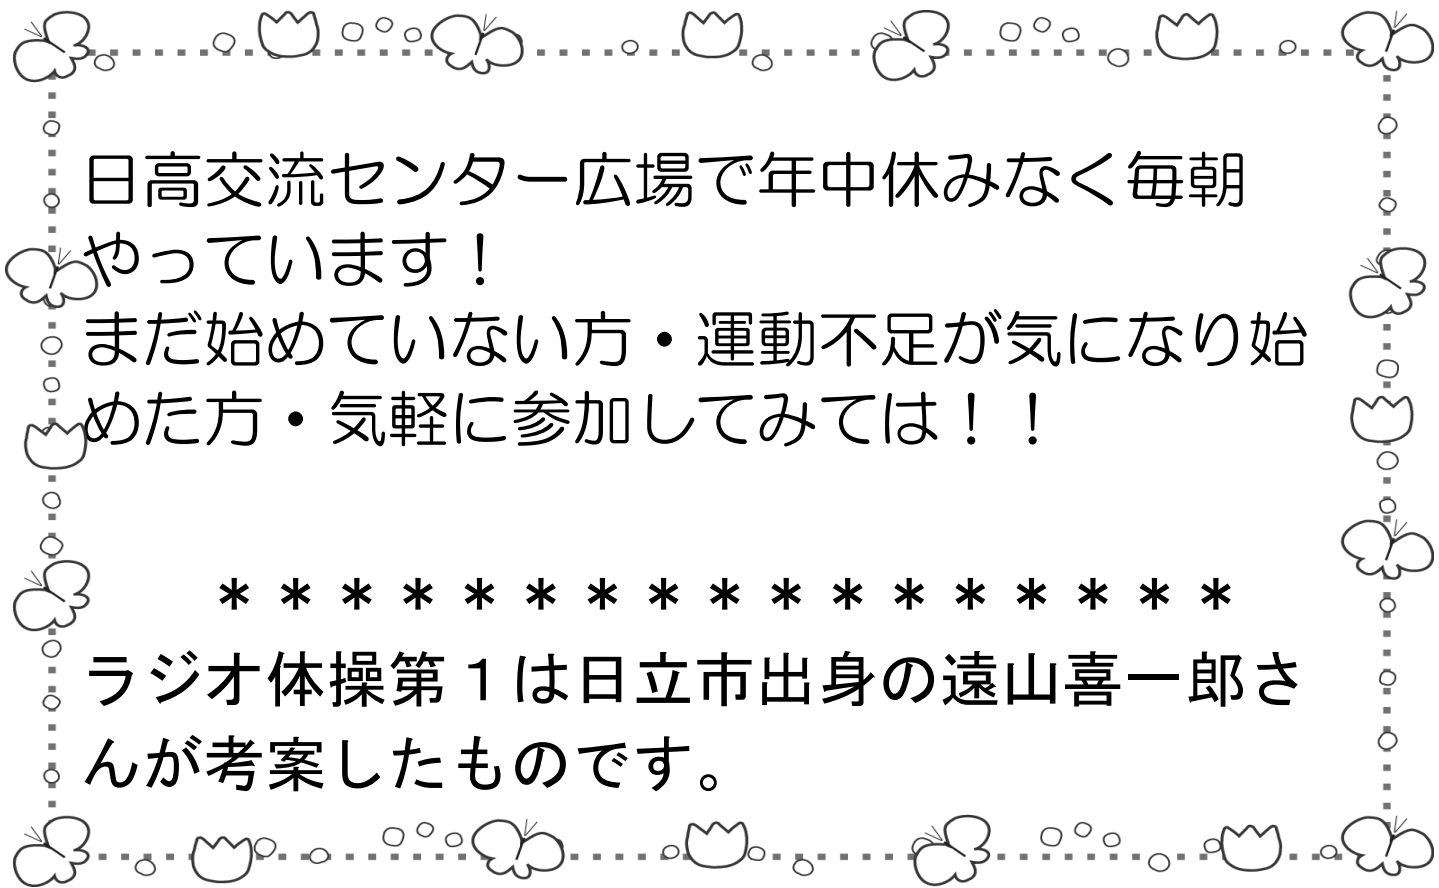 日高交流センター広場で年中休みなく毎朝
やっています！
まだ始めていない方・運動不足が気になり始
めた方・気軽に参加してみては！！
＊＊＊＊＊＊＊＊＊＊＊＊＊＊＊＊＊
ラジオ体操第１は日立市出身の遠山喜一郎さ
んが考案したものです。